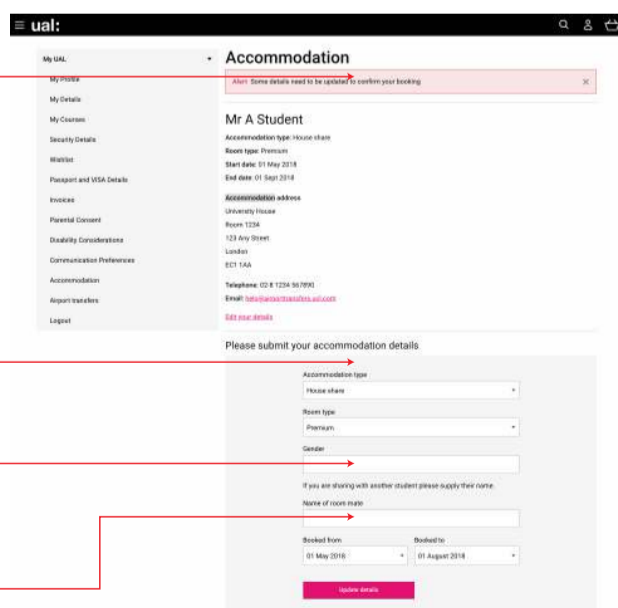 ual:
My UAL
My Profile
My Details
My Courses
Security Details
Wishlist
Passport and VISA Details
Invoices
Parental Consent
Disability Considerations
Communication Preferences
Accommodation
Airport transfers
Logout
Accommodation
Alert: Some details need to be updated to confirm your booking
Mr A Student
Accommodation type: House share
Room type: Premium
Start date: 01 May 2018
End date: 01 Sept 2018
Accommodation address
University House
Room 1234
123 Any Street
London
EC1 1AA
Telephone: 02 8 1234 567890
Email: help@airporttransfers.ual.com
Edit your details
Please submit your accommodation details
Accommodation type
House share
Room type
Premium
Gender
If you are sharing with another student please supply their name.
Name of room mate
Booked from Booked to
01 May 2018 01 August 2018
Update details